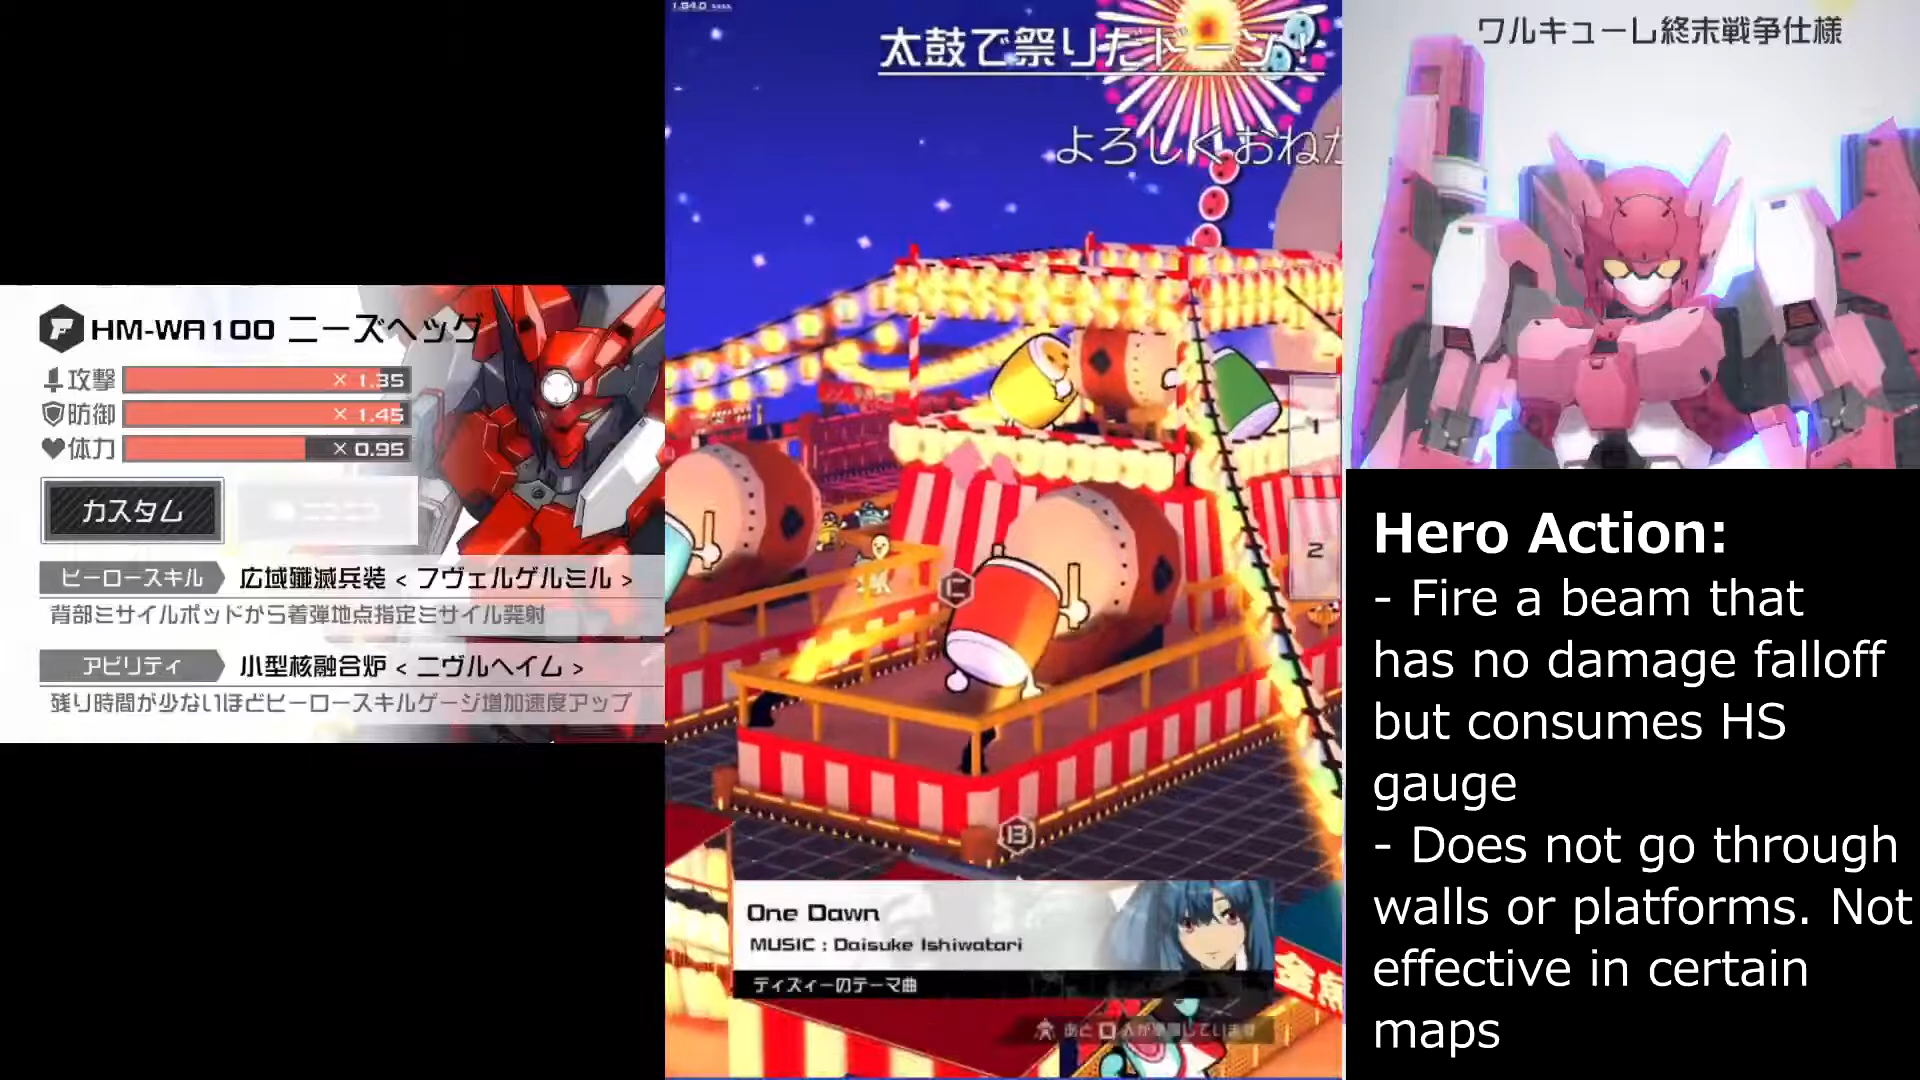 HM-WA100 ニーズヘッグ
攻撃 × 1.35
防御 × 1.45
体力 × 0.95
カスタム
ヒーロースキル 広域殲滅兵装 < フヴェルゲルミル >
背部ミサイルポッドから着弾地点指定ミサイル発射
アビリティ 小型核融合炉 < ニヴルヘイム >
残り時間が少ないほどヒーロースキルゲージ増加速度アップ
1.54.0
太鼓で祭りだドーン!
よろしくおねが
1
2
C
B
One Dawn
MUSIC : Daisuke Ishiwatari
ディズィーのテーマ曲
金魚
ワルキューレ終末戦争仕様
Hero Action:
- Fire a beam that
has no damage falloff
but consumes HS
gauge
- Does not go through
walls or platforms. Not
effective in certain
maps